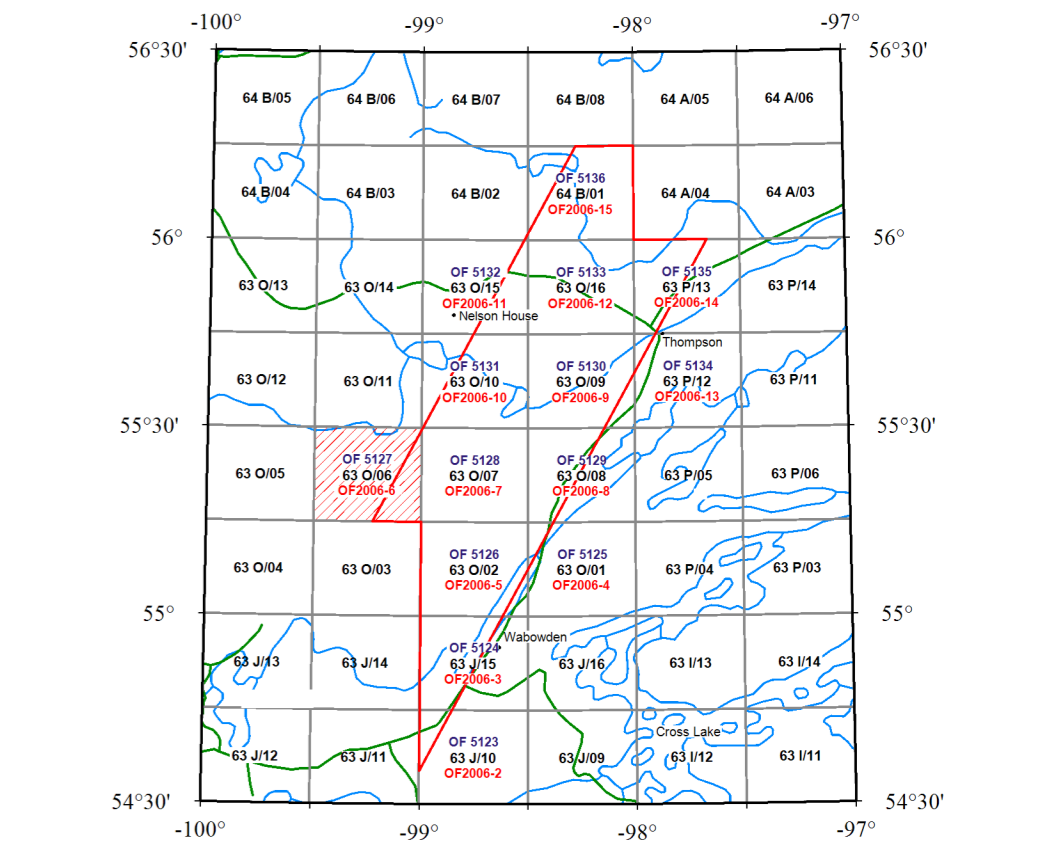 -100° -99° -98° -97°
56°30' 56°30'
64 B/05 64 B/06 64 B/07 64 B/08 64 A/05 64 A/06
OF 5136
64 B/04 64 B/03 64 B/02 64 B/01 64 A/04 64 A/03
OF2006-15
56° 56°
OF 5132 OF 5133 OF 5135
63 O/13 63 O/14 63 O/15 63 O/16 63 P/13 63 P/14
OF2006-11 OF2006-12 OF2006-14
Nelson House
Thompson
OF 5131 OF 5130 OF 5134
63 O/12 63 O/11 63 O/10 63 O/09 63 P/12 63 P/11
OF2006-10 OF2006-9 OF2006-13
55°30' 55°30'
OF 5127 OF 5128 OF 5129
63 O/05 63 O/06 63 O/07 63 O/08 63 P/05 63 P/06
OF2006-6 OF2006-7 OF2006-8
OF 5126 OF 5125
63 O/04 63 O/03 63 O/02 63 O/01 63 P/04 63 P/03
OF2006-5 OF2006-4
55° 55°
Wabowden
OF 5124
63 J/13 63 J/14 63 J/15 63 J/16 63 I/13 63 I/14
OF2006-3
Cross Lake
OF 5123
63 J/12 63 J/11 63 J/10 63 J/09 63 I/12 63 I/11
OF2006-2
54°30' 54°30'
-100° -99° -98° -97°